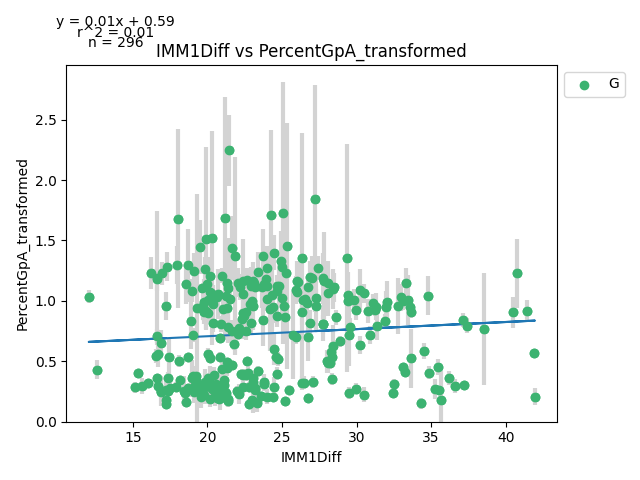 y = 0.01x + 0.59
r^2 = 0.01
n = 296
IMM1Diff vs PercentGpA_transformed
G
PercentGpA_transformed
2.5
2.0
1.5
1.0
0.5
0.0
15 20 25 30 35 40
IMM1Diff